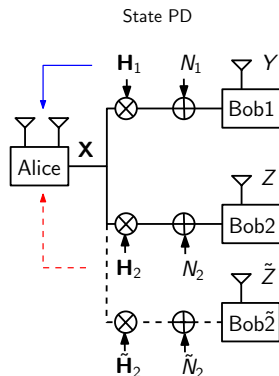 State PD
H₁ N₁ Y
Bob1
Alice X
Z
Bob2
H₂ N₂ Z̃
Bob2̃
H̃₂ Ñ₂